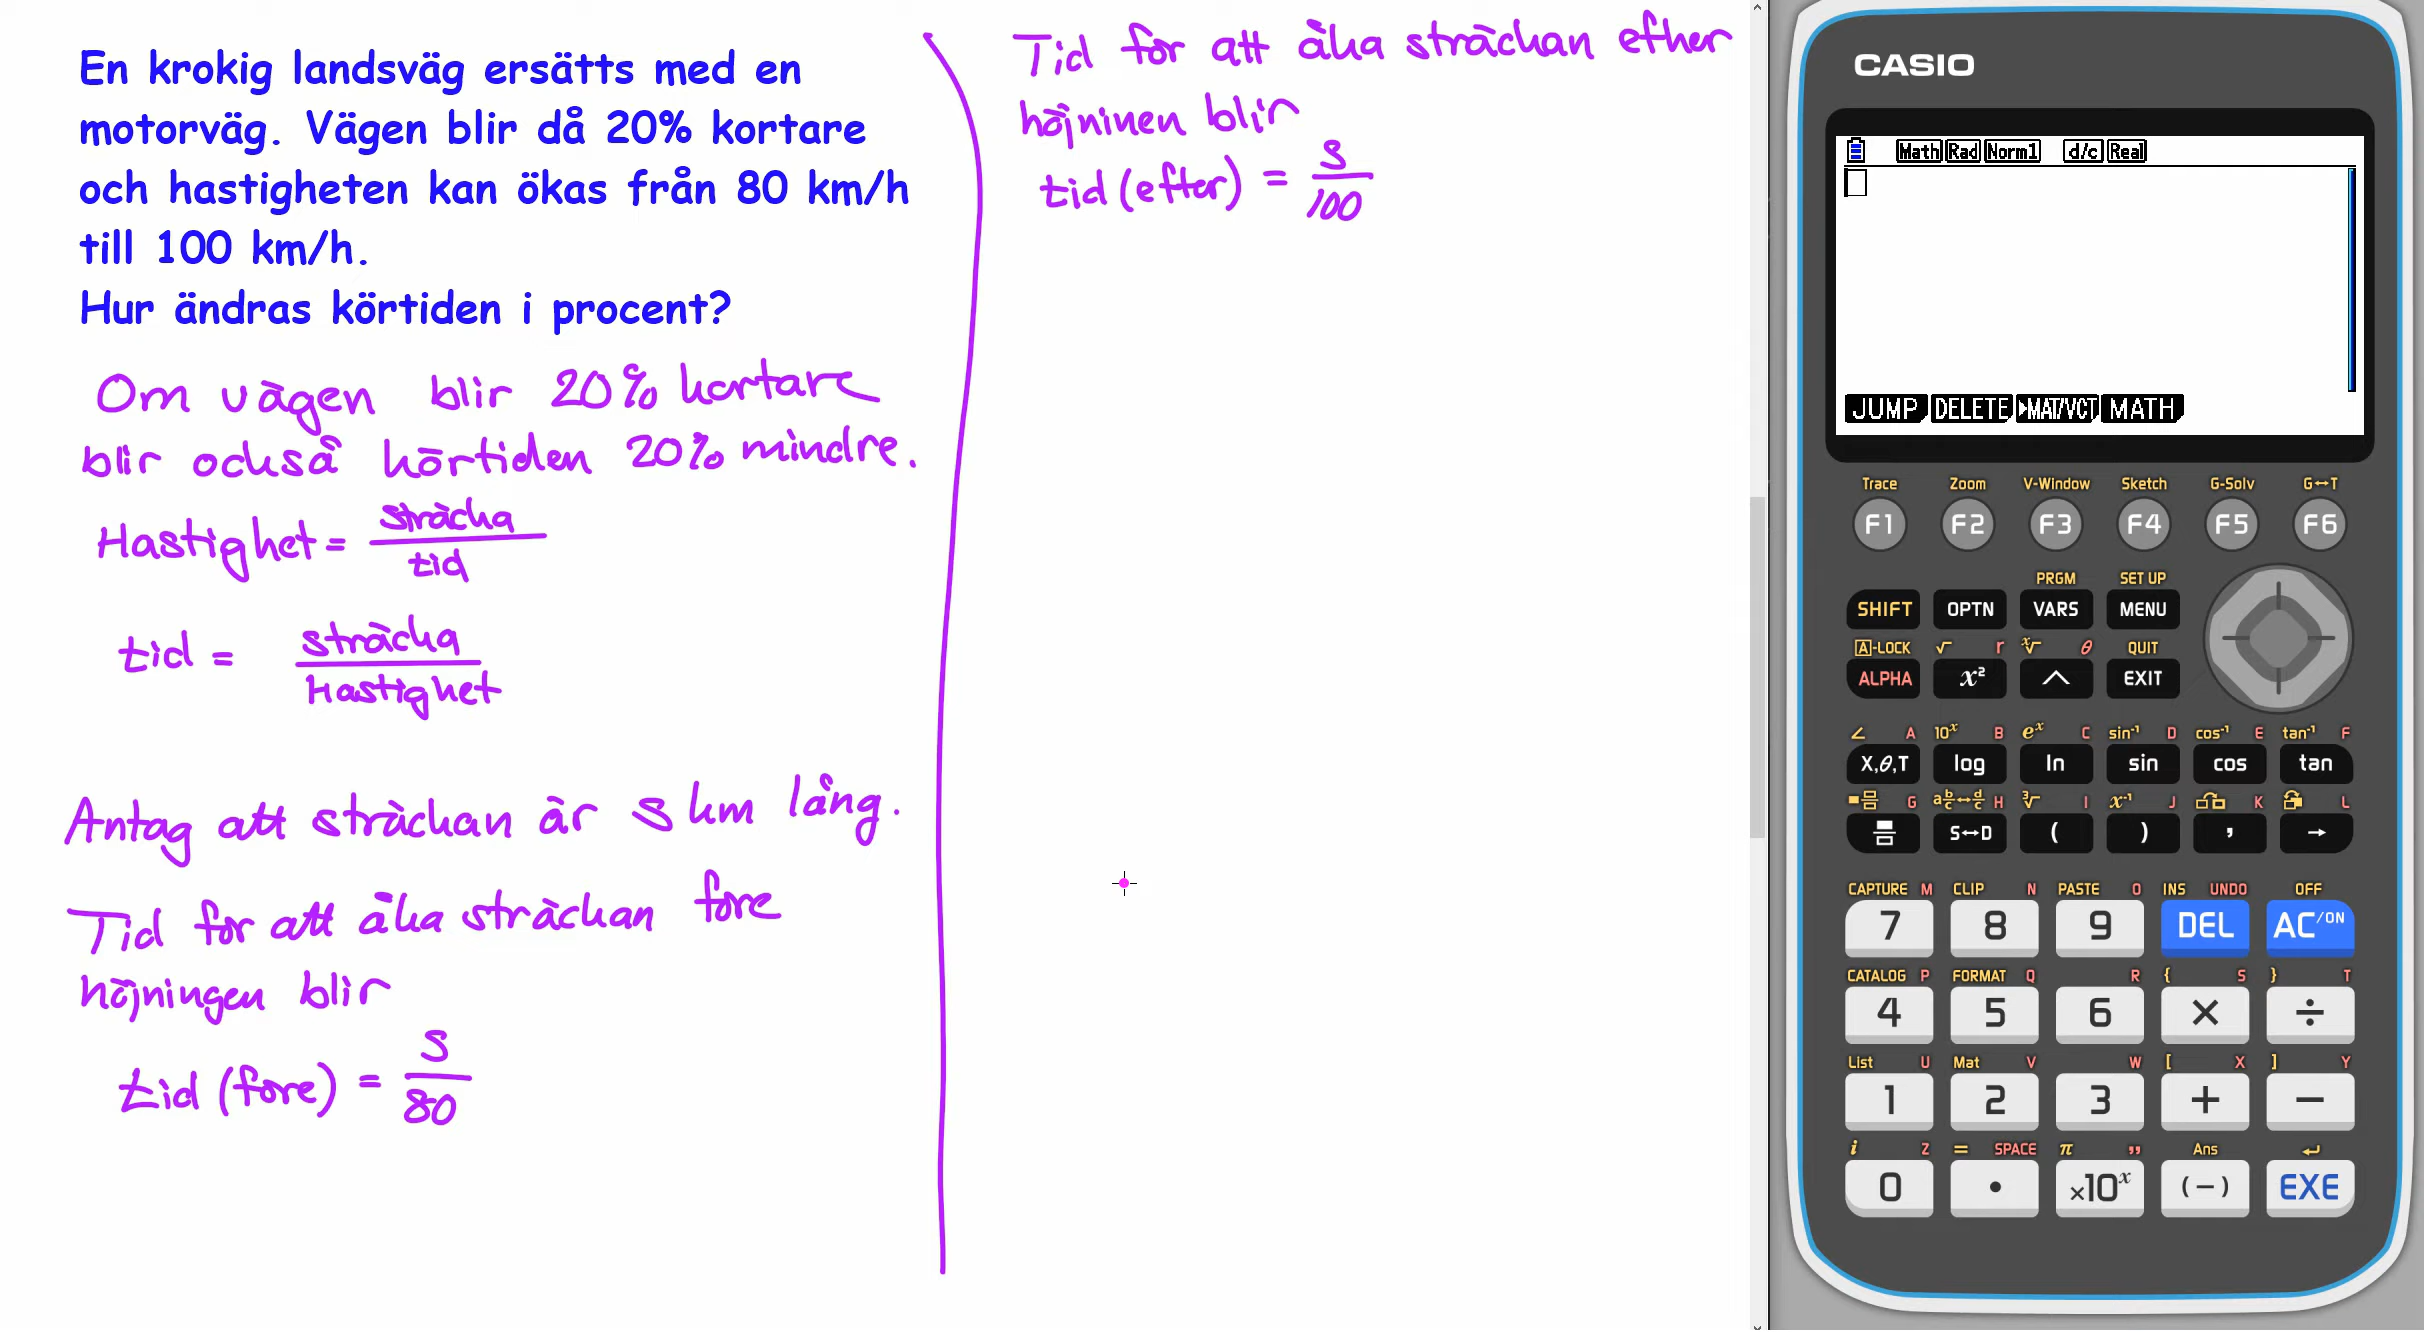 En krokig landsväg ersätts med en
motorväg. Vägen blir då 20% kortare
och hastigheten kan ökas från 80 km/h
till 100 km/h.
Hur ändras körtiden i procent?
Om vägen blir 20% kortare
blir också körtiden 20% mindre.
Hastighet = sträcka / tid
tid = sträcka / Hastighet
Antag att sträckan är s km lång.
Tid för att åka sträckan före
höjningen blir
tid (före) = s / 80
Tid för att åka sträckan efter
höjninen blir
tid (efter) = s / 100
CASIO
Math Rad Norm1 d/c Real
JUMP DELETE ▶MAT/VCT MATH
Trace Zoom V-Window Sketch G-Solv G↔T
F1 F2 F3 F4 F5 F6
PRGM SET UP
SHIFT OPTN VARS MENU
A-LOCK √ r ˣ√ θ QUIT
ALPHA x² ^ EXIT
∠ A 10ˣ B eˣ C sin⁻¹ D cos⁻¹ E tan⁻¹ F
X,θ,T log ln sin cos tan
G a b/c↔d/c H ³√ I x⁻¹ J K L
S↔D ( ) , →
CAPTURE M CLIP N PASTE O INS UNDO OFF
7 8 9 DEL AC/ON
CATALOG P FORMAT Q R { S } T
4 5 6 × ÷
List U Mat V W [ X ] Y
1 2 3 + −
i Z = SPACE π " Ans ↵
0 • ×10ˣ (−) EXE